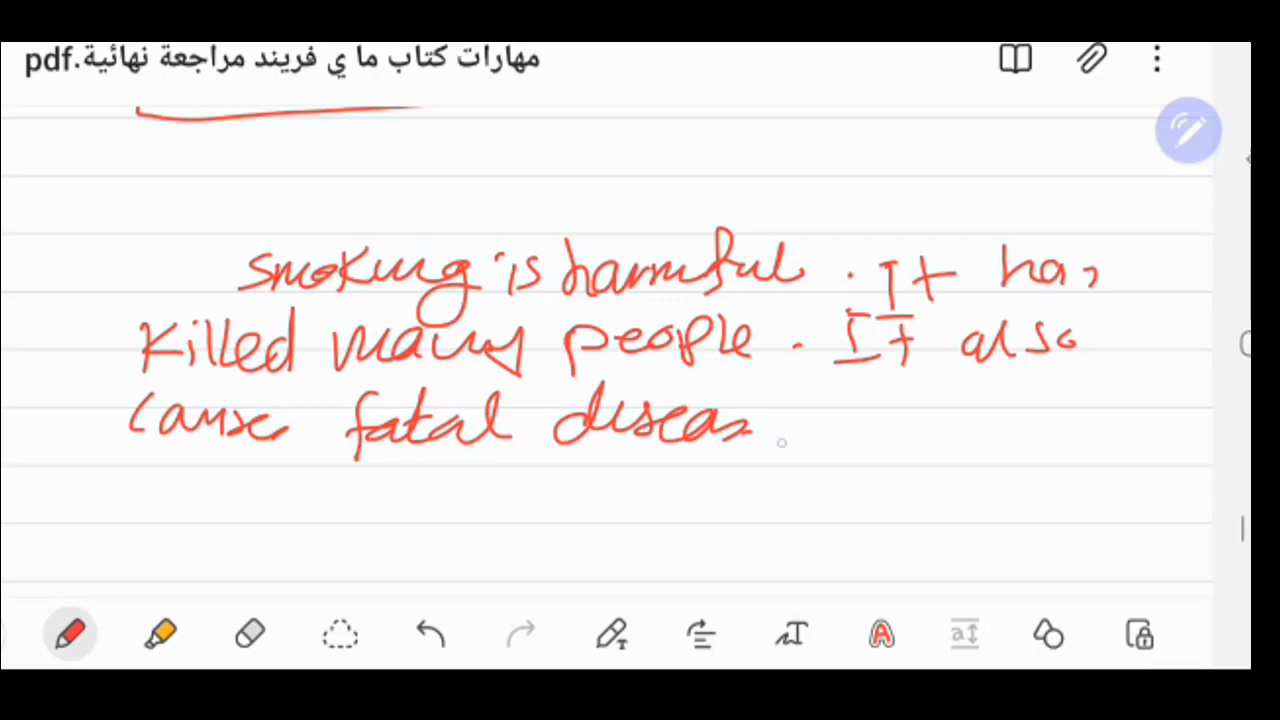 مهارات كتاب ما ي فريند مراجعة نهائية.pdf
smoking is harmful. It has
killed many people. It also
causes fatal diseas